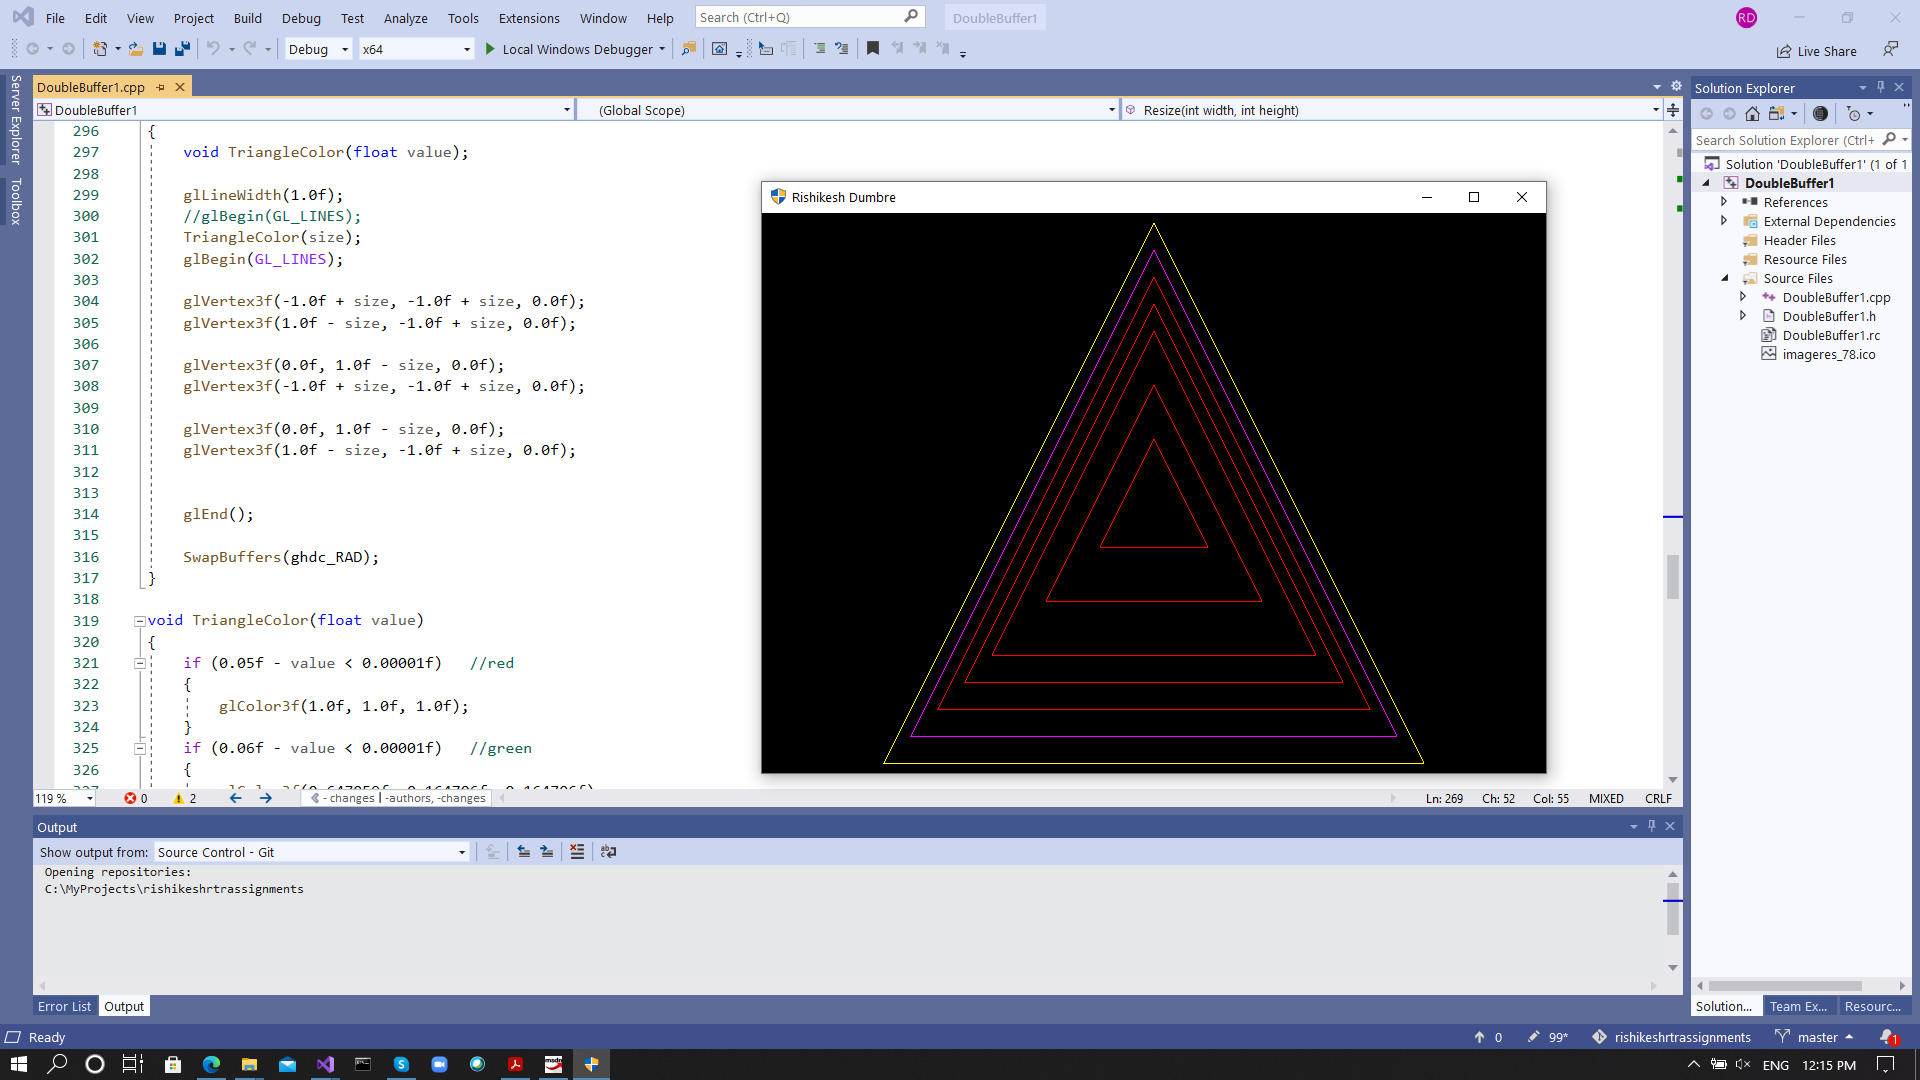 File Edit View Project Build Debug Test Analyze Tools Extensions Window Help Search (Ctrl+Q) DoubleBuffer1 RD
Debug x64 Local Windows Debugger Live Share
Server Explorer
Toolbox
DoubleBuffer1.cpp
DoubleBuffer1 (Global Scope) Resize(int width, int height)
296 {
297 void TriangleColor(float value);
298
299 glLineWidth(1.0f);
300 //glBegin(GL_LINES);
301 TriangleColor(size);
302 glBegin(GL_LINES);
303
304 glVertex3f(-1.0f + size, -1.0f + size, 0.0f);
305 glVertex3f(1.0f - size, -1.0f + size, 0.0f);
306
307 glVertex3f(0.0f, 1.0f - size, 0.0f);
308 glVertex3f(-1.0f + size, -1.0f + size, 0.0f);
309
310 glVertex3f(0.0f, 1.0f - size, 0.0f);
311 glVertex3f(1.0f - size, -1.0f + size, 0.0f);
312
313
314 glEnd();
315
316 SwapBuffers(ghdc_RAD);
317 }
318
319 void TriangleColor(float value)
320 {
321 if (0.05f - value < 0.00001f) //red
322 {
323 glColor3f(1.0f, 1.0f, 1.0f);
324 }
325 if (0.06f - value < 0.00001f) //green
326 {
Rishikesh Dumbre
119 % 0 2 - changes | -authors, -changes Ln: 269 Ch: 52 Col: 55 MIXED CRLF
Output
Show output from: Source Control - Git
Opening repositories:
C:\MyProjects\rishikeshrtrassignments
Error List Output
Solution Explorer
Search Solution Explorer (Ctrl+
Solution 'DoubleBuffer1' (1 of 1
DoubleBuffer1
References
External Dependencies
Header Files
Resource Files
Source Files
DoubleBuffer1.cpp
DoubleBuffer1.h
DoubleBuffer1.rc
imageres_78.ico
Solution... Team Ex... Resourc...
Ready 0 99* rishikeshrtrassignments master 1
ENG 12:15 PM